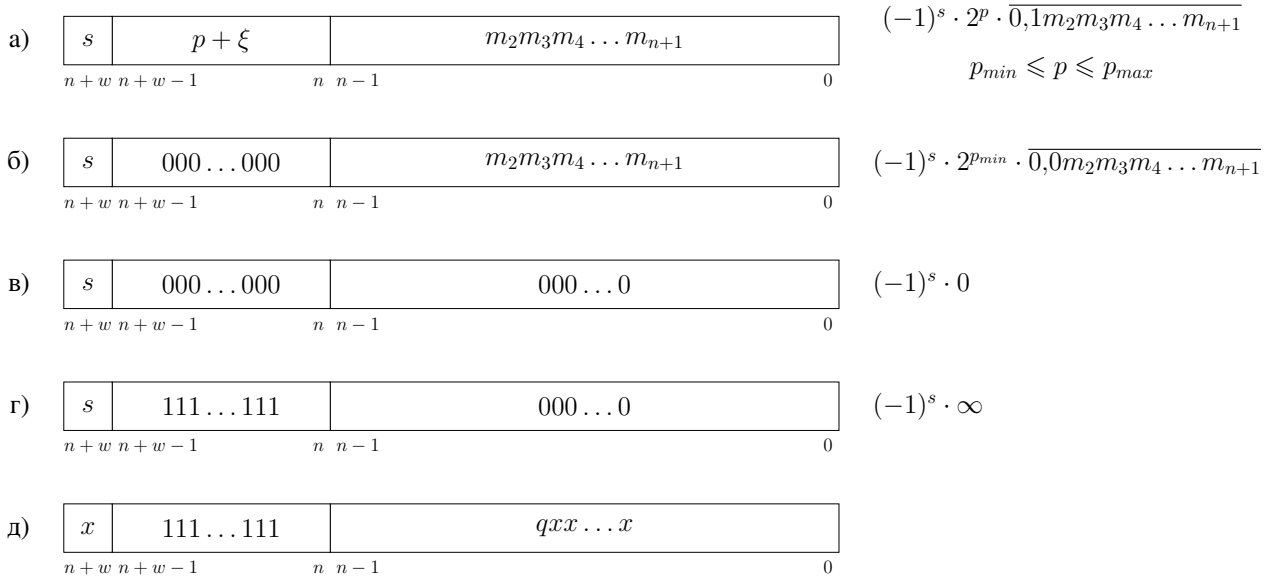 а) s p + ξ m₂m₃m₄ … mₙ₊₁ (−1)ˢ · 2ᵖ · 0,1m₂m₃m₄ … mₙ₊₁
n + w n + w − 1 n n − 1 0 pₘᵢₙ ⩽ p ⩽ pₘₐₓ
б) s 000 … 000 m₂m₃m₄ … mₙ₊₁ (−1)ˢ · 2^{pₘᵢₙ} · 0,0m₂m₃m₄ … mₙ₊₁
n + w n + w − 1 n n − 1 0
в) s 000 … 000 000 … 0 (−1)ˢ · 0
n + w n + w − 1 n n − 1 0
г) s 111 … 111 000 … 0 (−1)ˢ · ∞
n + w n + w − 1 n n − 1 0
д) x 111 … 111 qxx … x
n + w n + w − 1 n n − 1 0